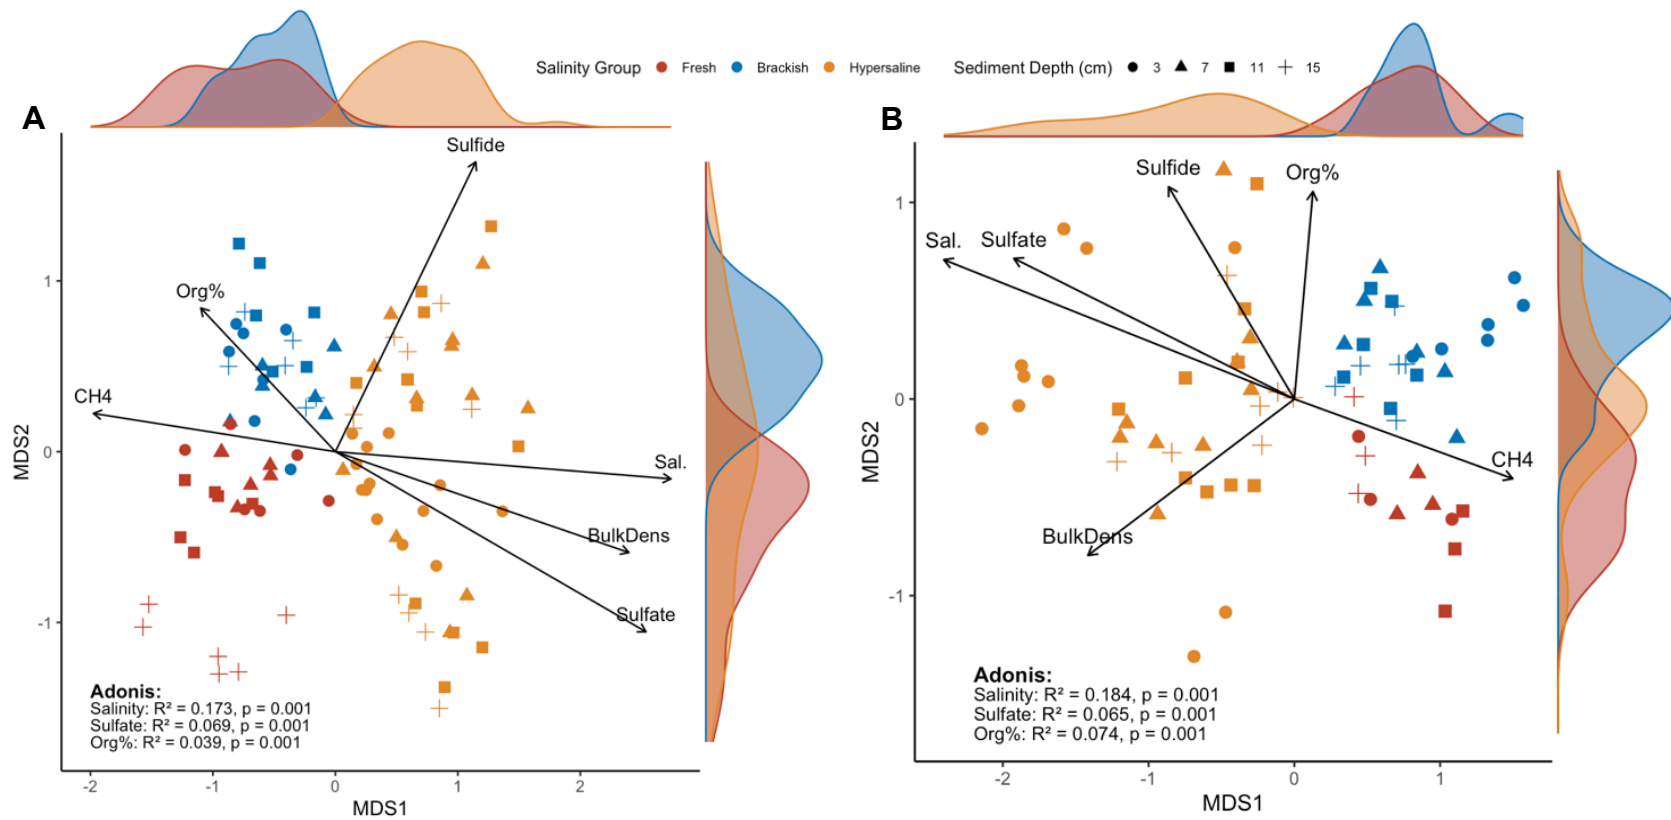 Salinity Group Fresh Brackish Hypersaline Sediment Depth (cm) 3 7 11 15
A
Sulfide
Org%
CH4
Sal.
BulkDens
Sulfate
1
0
-1
MDS2
Adonis:
Salinity: R² = 0.173, p = 0.001
Sulfate: R² = 0.069, p = 0.001
Org%: R² = 0.039, p = 0.001
-2 -1 0 1 2
MDS1
B
Sulfide
Org%
Sal.
Sulfate
CH4
BulkDens
1
0
-1
MDS2
Adonis:
Salinity: R² = 0.184, p = 0.001
Sulfate: R² = 0.065, p = 0.001
Org%: R² = 0.074, p = 0.001
-2 -1 0 1
MDS1